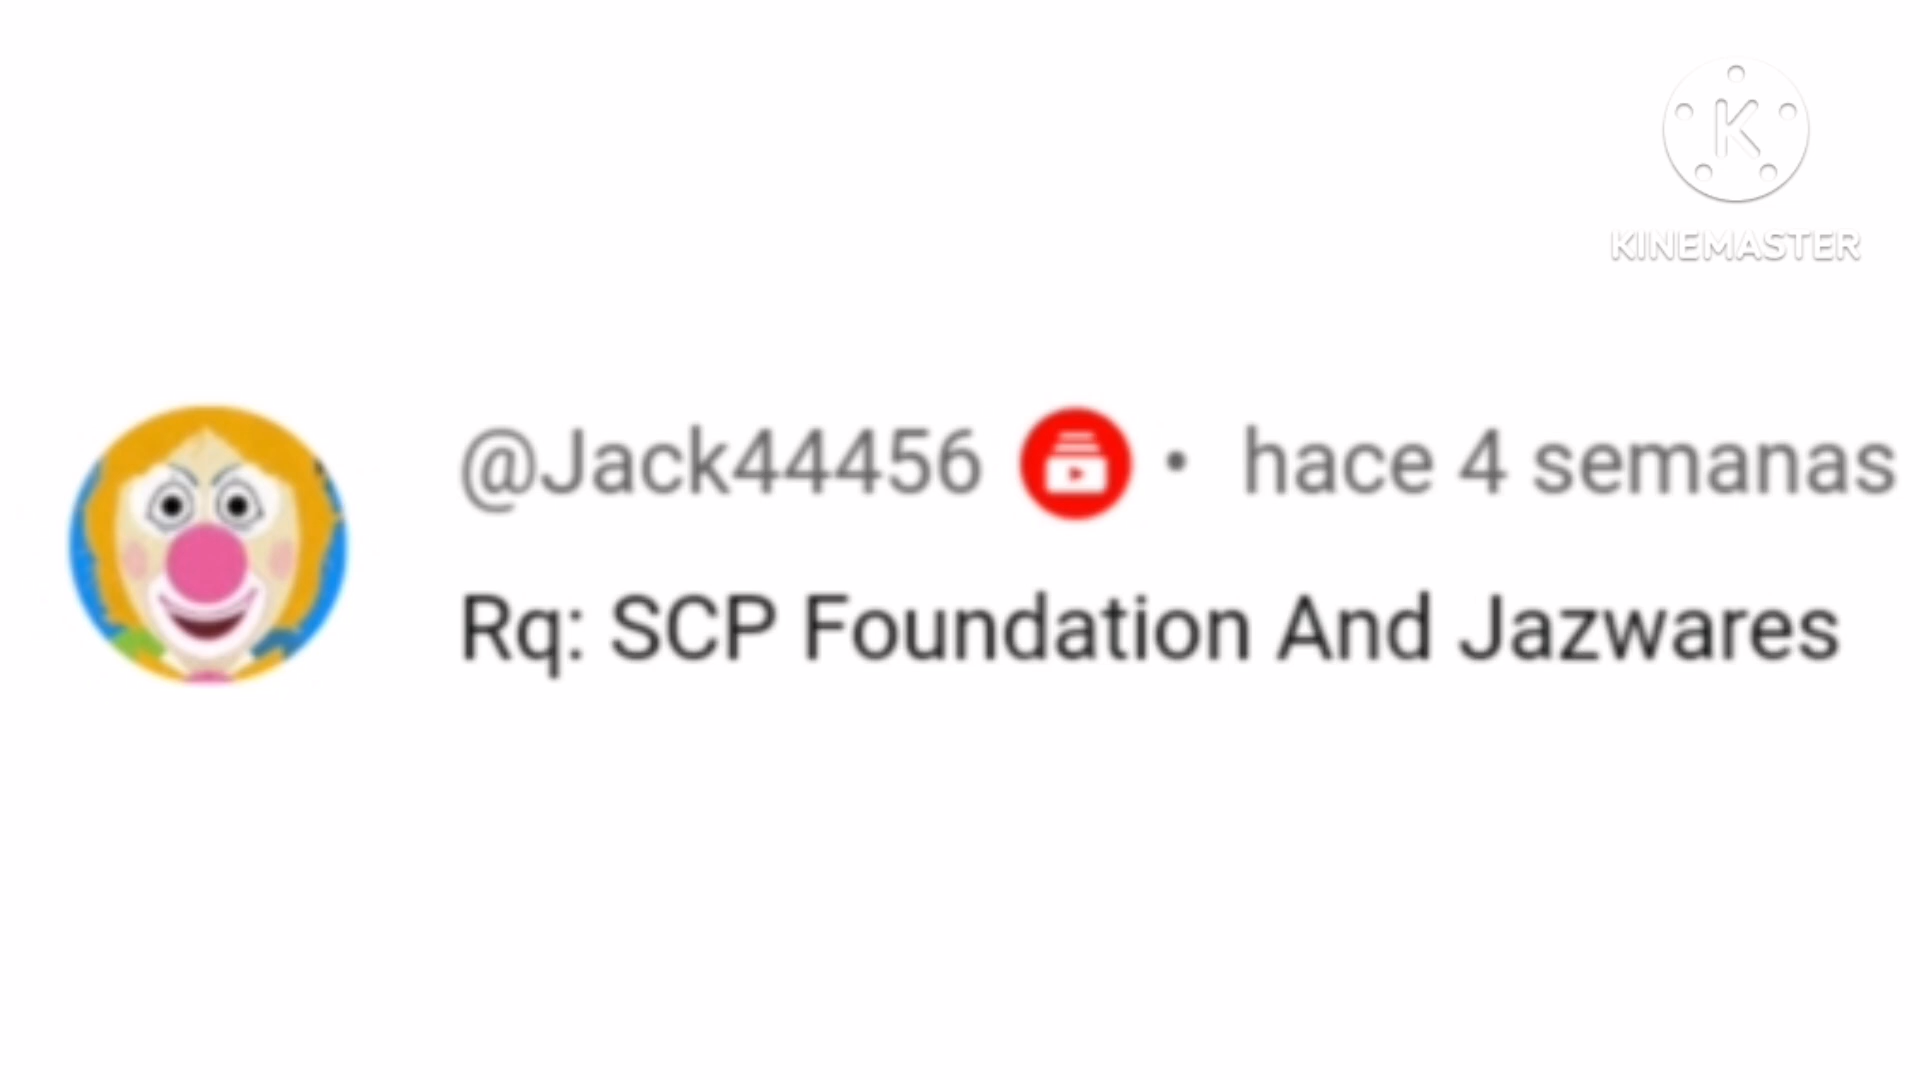 K
KINEMASTER
@Jack44456 • hace 4 semanas
Rq: SCP Foundation And Jazwares